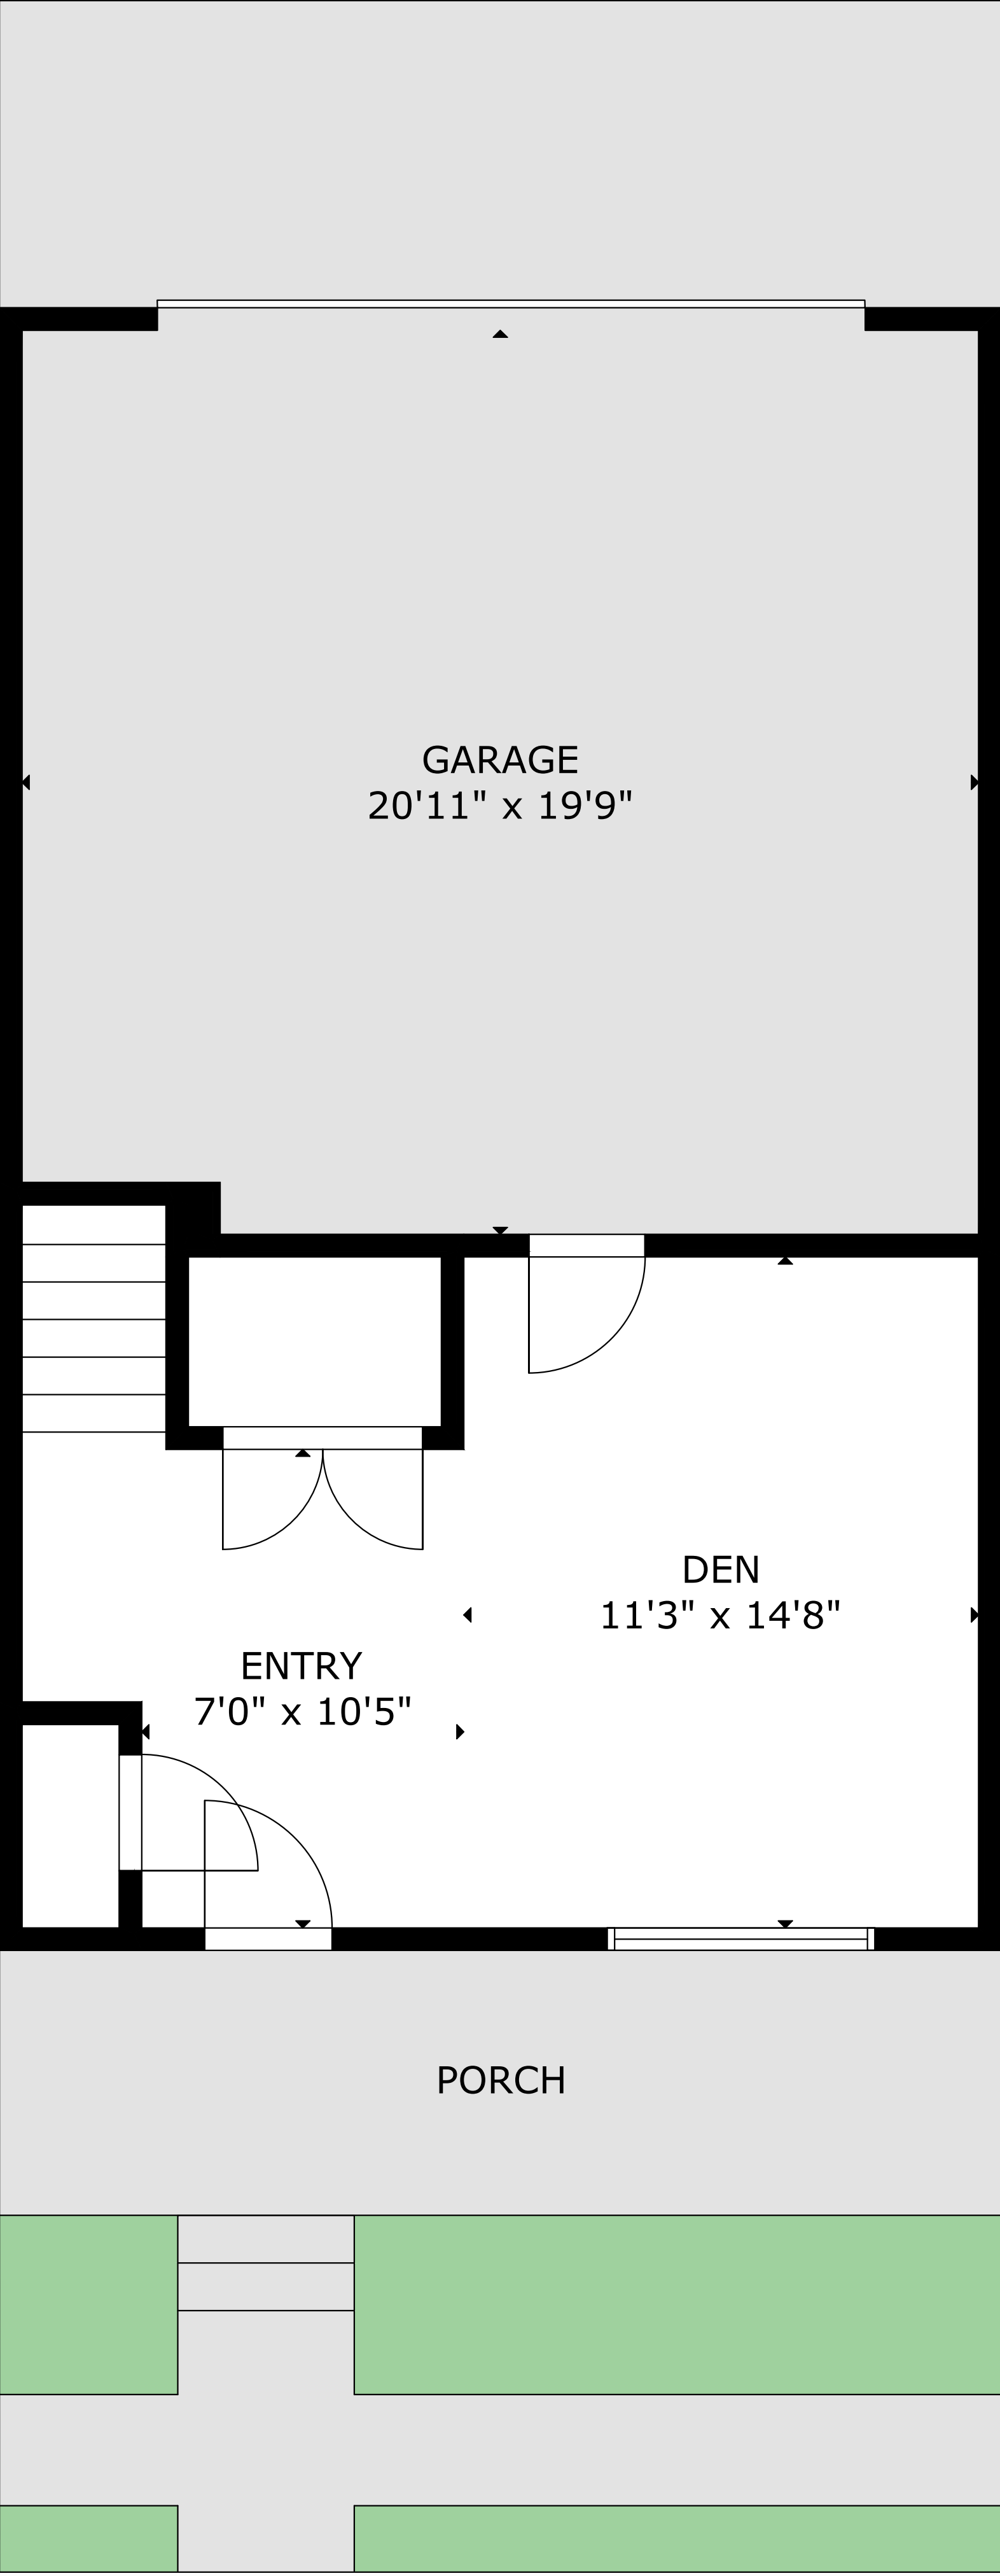 GARAGE
20'11" x 19'9"
DEN
11'3" x 14'8"
ENTRY
7'0" x 10'5"
PORCH